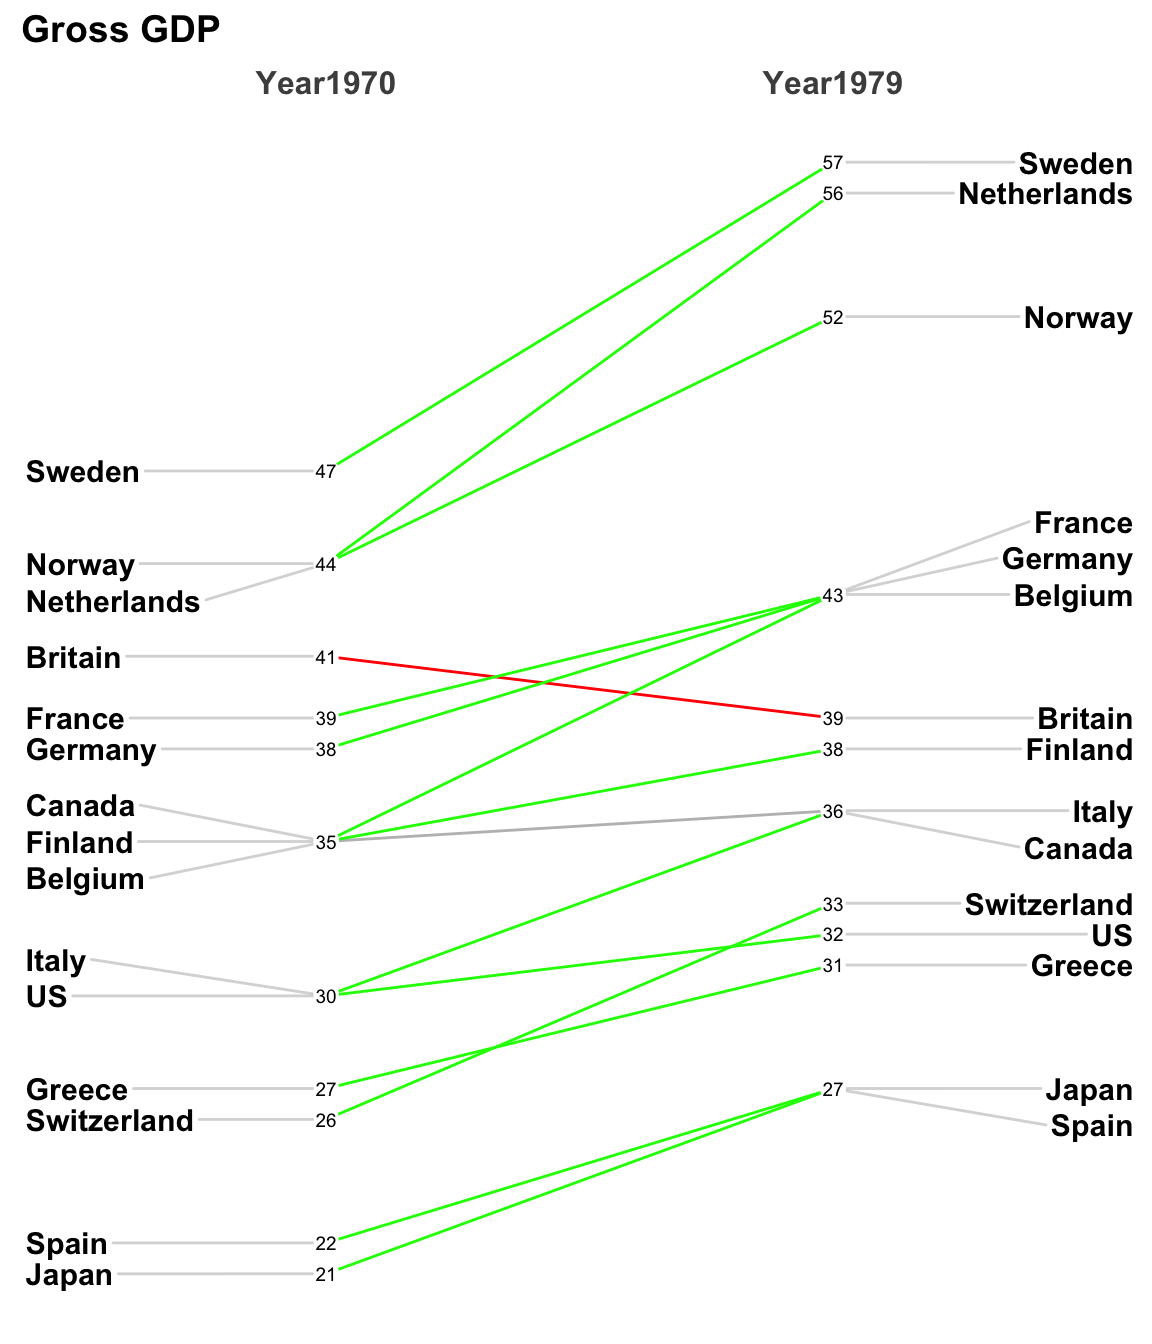 Gross GDP
Year1970 Year1979
57 Sweden
56 Netherlands
52 Norway
Sweden 47
France
Norway 44 Germany
Netherlands 43 Belgium
Britain 41
France 39 39 Britain
Germany 38 38 Finland
Canada 36 Italy
Finland 35 Canada
Belgium
33 Switzerland
32 US
Italy 31 Greece
US 30
Greece 27 27 Japan
Switzerland 26 Spain
Spain 22
Japan 21